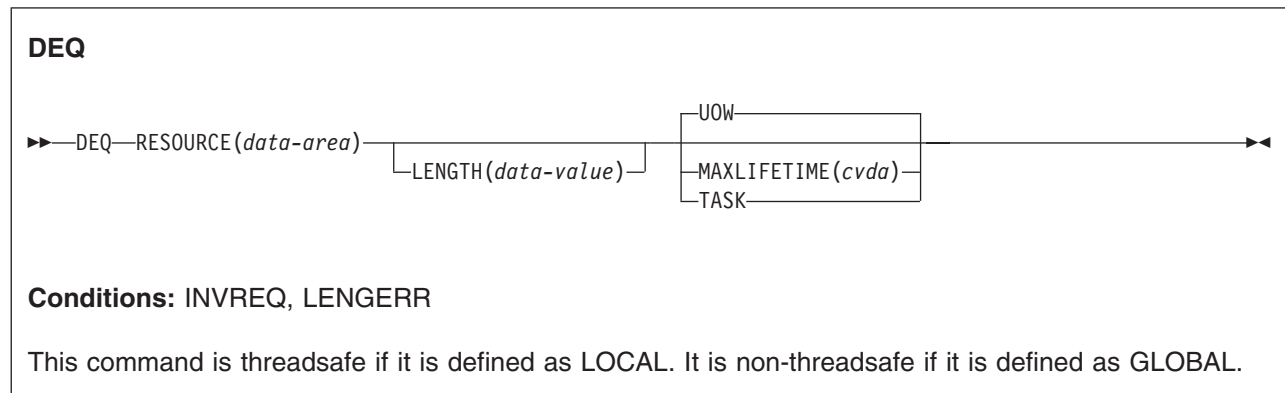 DEQ
UOW
DEQ RESOURCE(data-area)
LENGTH(data-value) MAXLIFETIME(cvda)
TASK
Conditions: INVREQ, LENGERR
This command is threadsafe if it is defined as LOCAL. It is non-threadsafe if it is defined as GLOBAL.